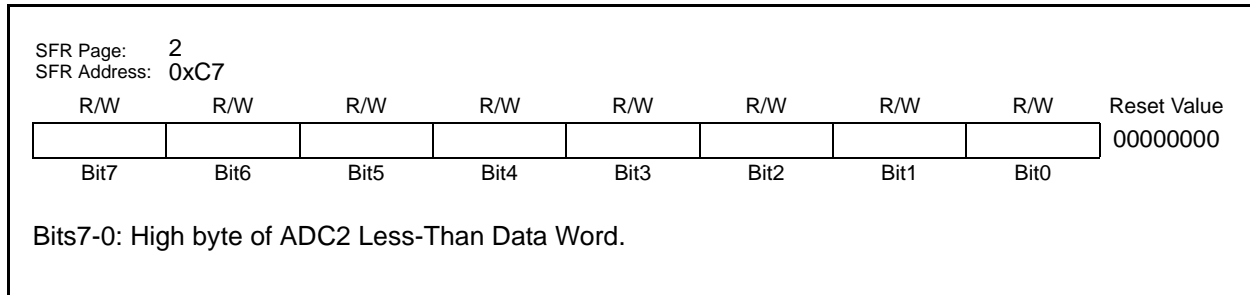 SFR Page: 2
SFR Address: 0xC7
R/W R/W R/W R/W R/W R/W R/W R/W Reset Value
00000000
Bit7 Bit6 Bit5 Bit4 Bit3 Bit2 Bit1 Bit0
Bits7-0: High byte of ADC2 Less-Than Data Word.